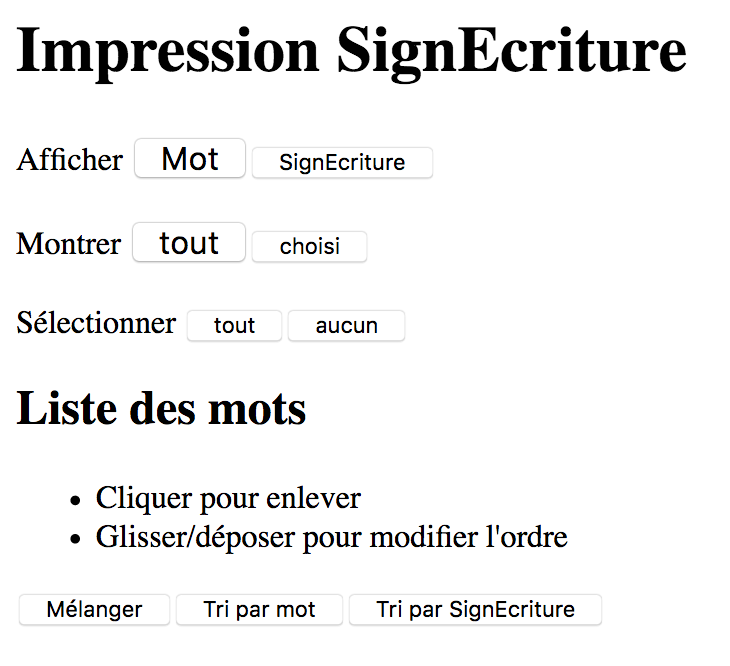 Impression SignEcriture
Afficher Mot SignEcriture
Montrer tout choisi
Sélectionner tout aucun
Liste des mots
• Cliquer pour enlever
• Glisser/déposer pour modifier l'ordre
Mélanger Tri par mot Tri par SignEcriture